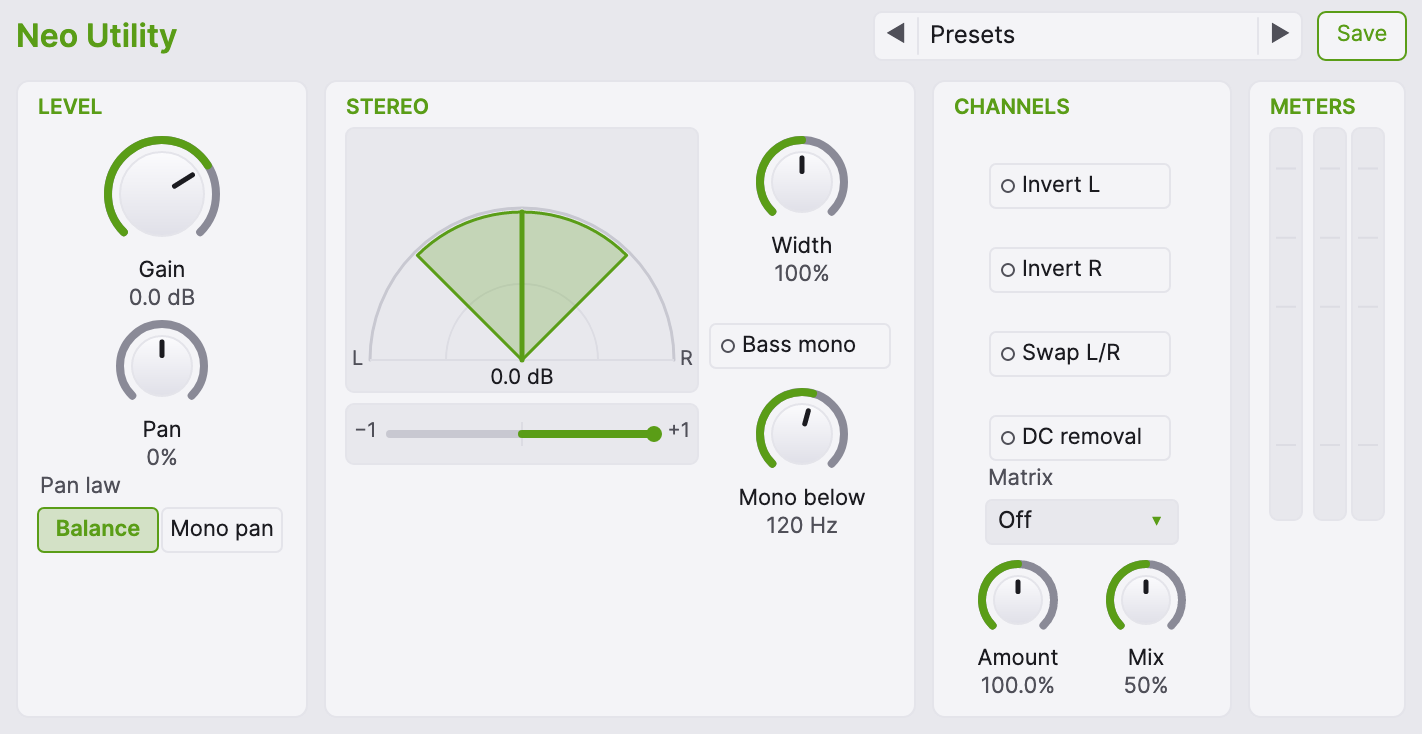 Neo Utility
Presets
Save
LEVEL
Gain
0.0 dB
Pan
0%
Pan law
Balance
Mono pan
STEREO
L
R
0.0 dB
−1
+1
Width
100%
Bass mono
Mono below
120 Hz
CHANNELS
Invert L
Invert R
Swap L/R
DC removal
Matrix
Off
Amount
100.0%
Mix
50%
METERS